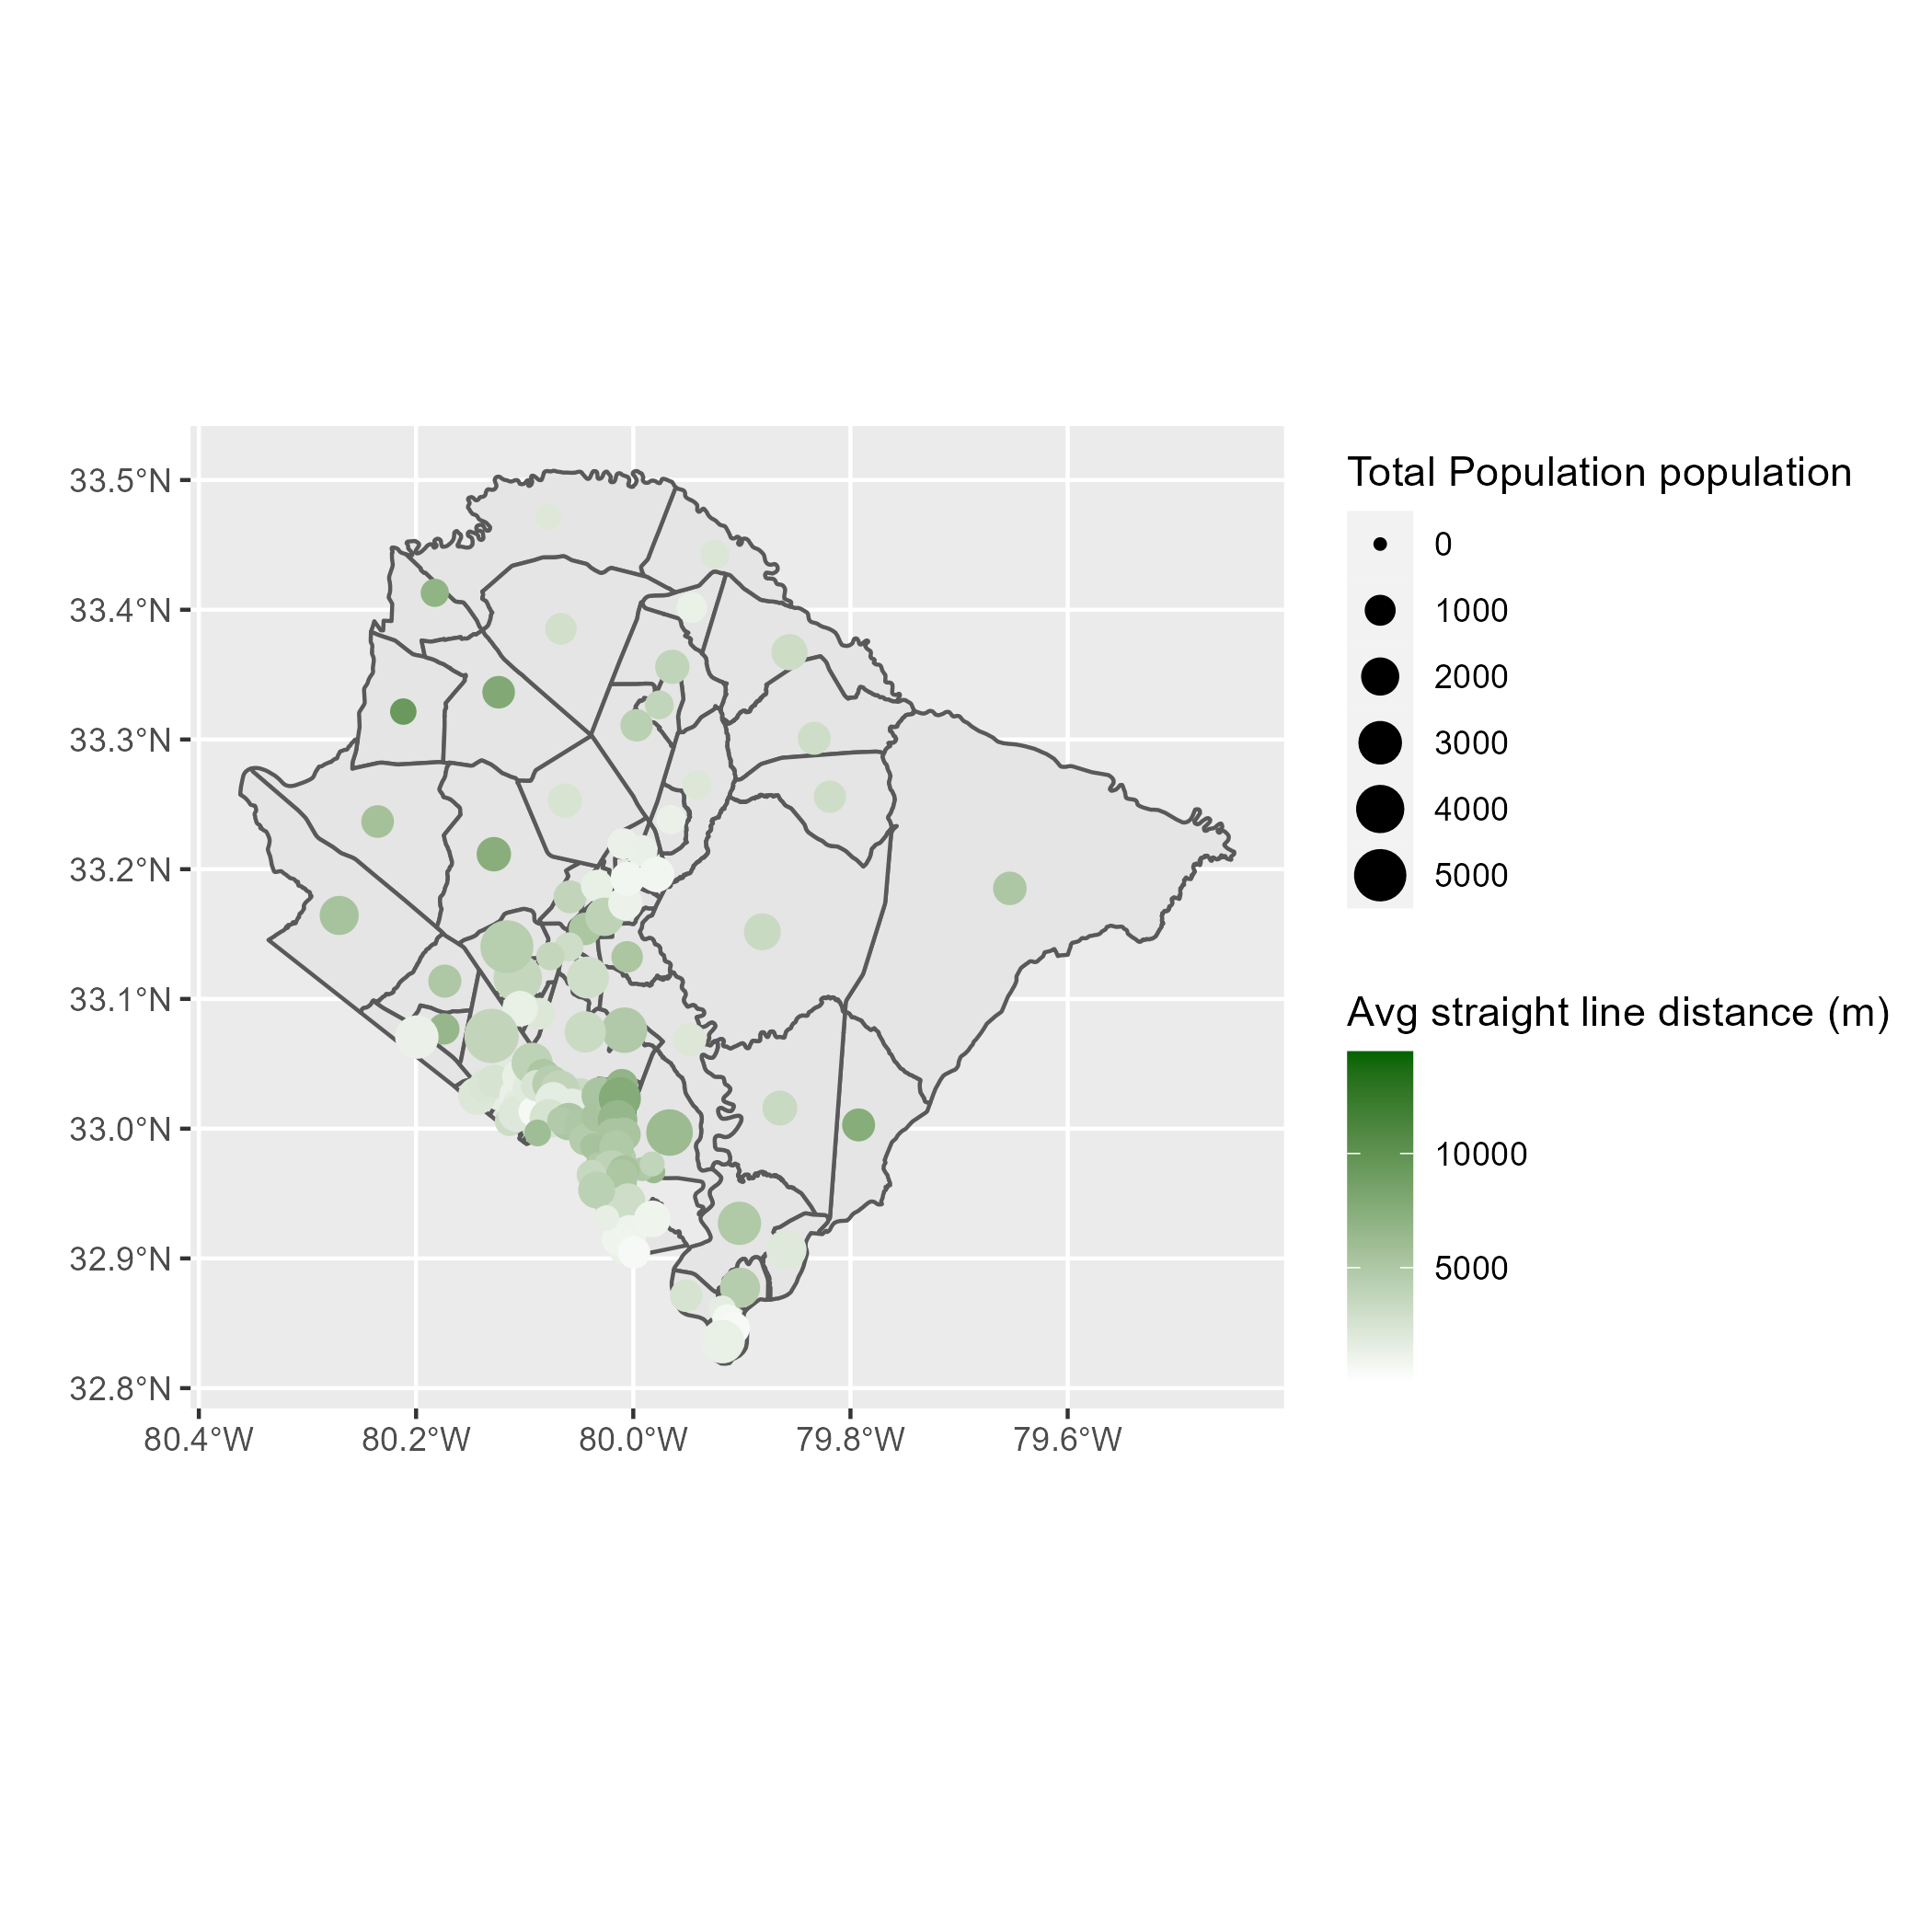 33.5°N
33.4°N
33.3°N
33.2°N
33.1°N
33.0°N
32.9°N
32.8°N
80.4°W 80.2°W 80.0°W 79.8°W 79.6°W
Total Population population
0
1000
2000
3000
4000
5000
Avg straight line distance (m)
10000
5000